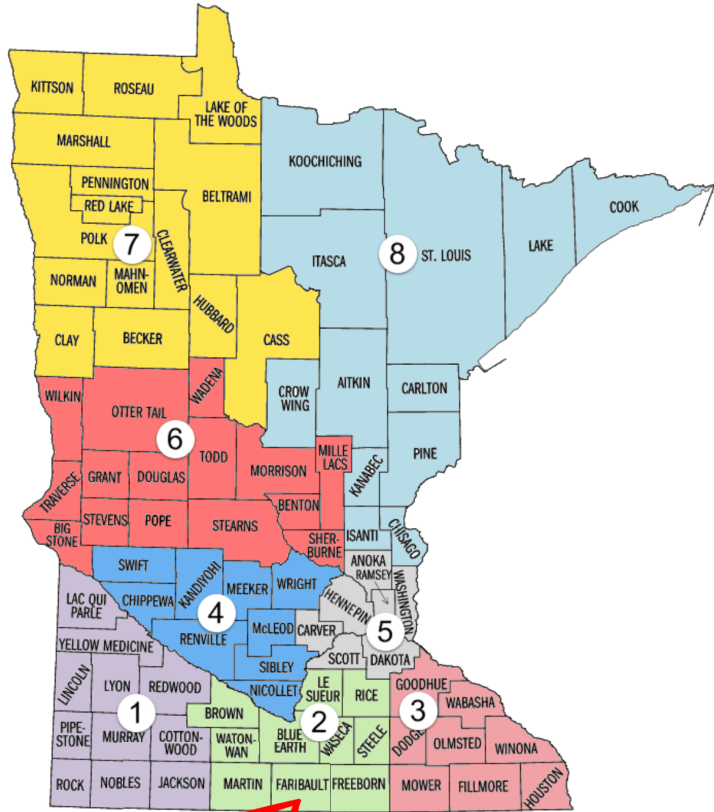 KITTSON
ROSEAU
LAKE OF
THE WOODS
MARSHALL
KOOCHICHING
PENNINGTON
BELTRAMI
RED LAKE
COOK
POLK
7
CLEARWATER
8
ST. LOUIS
LAKE
ITASCA
NORMAN
MAHN-
OMEN
HUBBARD
CLAY
BECKER
CASS
WADENA
AITKIN
CARLTON
WILKIN
OTTER TAIL
CROW
WING
6
TODD
MILLE
LACS
PINE
MORRISON
KANABEC
TRAVERSE
GRANT
DOUGLAS
BENTON
STEVENS
POPE
STEARNS
BIG
STONE
SHER-
BURNE
ISANTI
CHISAGO
SWIFT
KANDIYOHI
ANOKA
RAMSEY
WASHINGTON
MEEKER
WRIGHT
LAC QUI
PARLE
CHIPPEWA
HENNEPIN
4
RENVILLE
McLEOD
CARVER
5
YELLOW MEDICINE
SIBLEY
SCOTT
DAKOTA
LINCOLN
LYON
REDWOOD
NICOLLET
LE
SUEUR
RICE
GOODHUE
WABASHA
1
BROWN
2
3
PIPE-
STONE
MURRAY
COTTON-
WOOD
WATON-
WAN
BLUE
EARTH
WASECA
STEELE
DODGE
OLMSTED
WINONA
ROCK
NOBLES
JACKSON
MARTIN
FARIBAULT
FREEBORN
MOWER
FILLMORE
HOUSTON